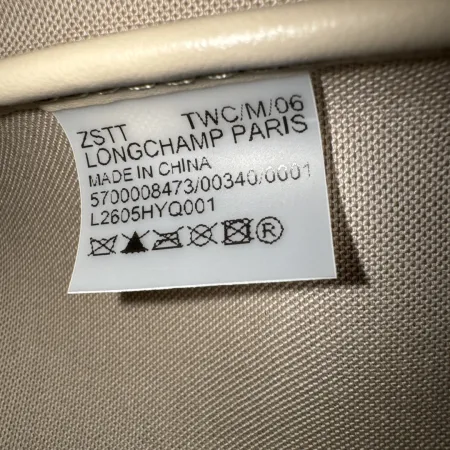 ZSTT TWC/M/06
LONGCHAMP PARIS
MADE IN CHINA
5700008473/00340/0001
L2605HYQ001
®